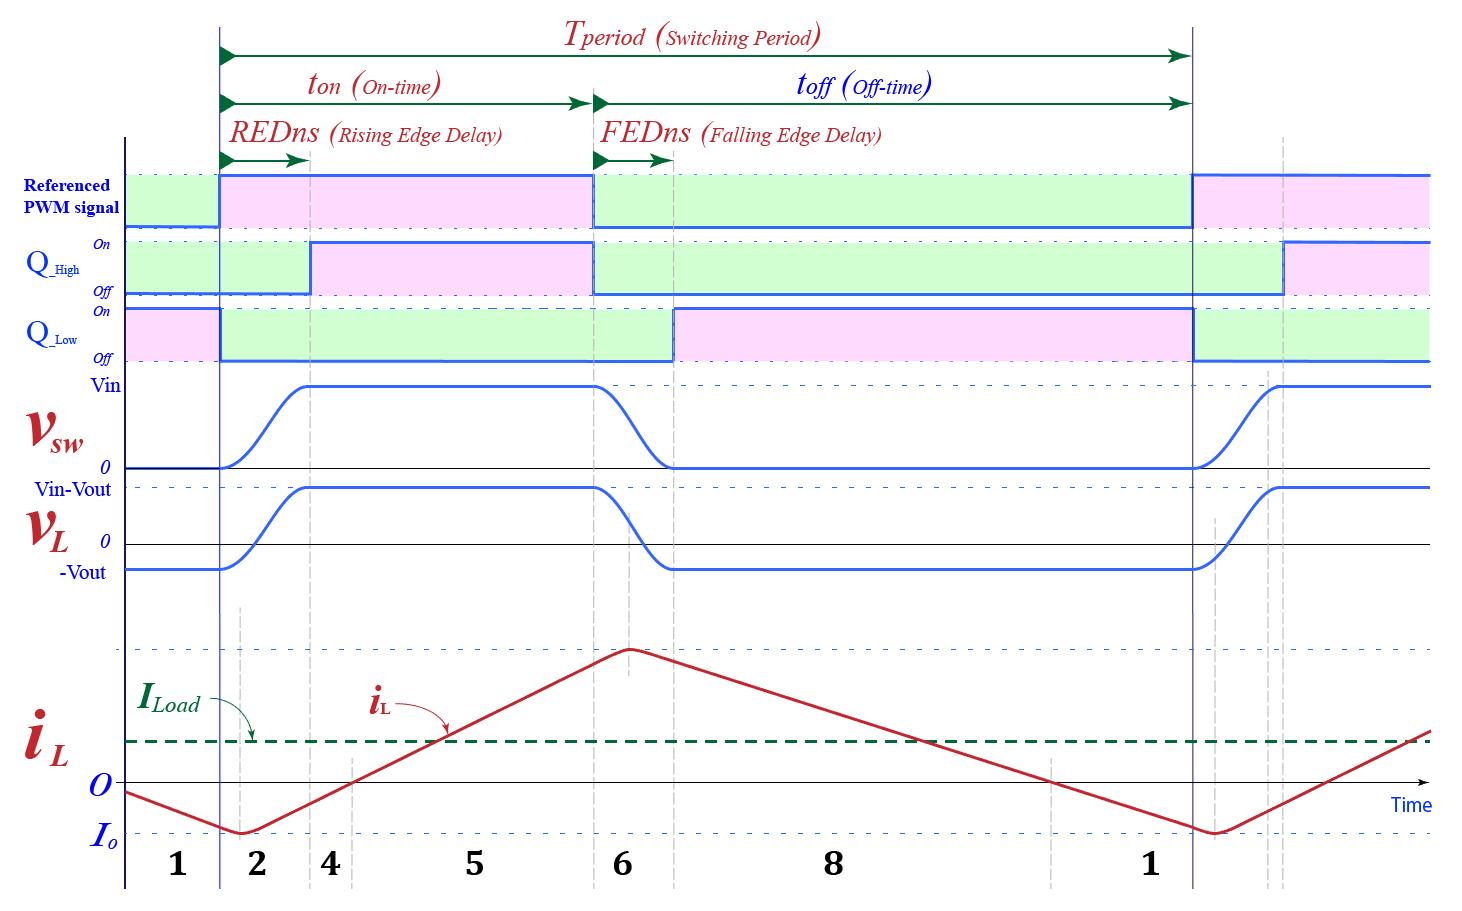 Tperiod (Switching Period)
ton (On-time)
toff (Off-time)
REDns (Rising Edge Delay)
FEDns (Falling Edge Delay)
Referenced
PWM signal
On
Q_High
Off
On
Q_Low
Off
Vin
vsw
0
Vin-Vout
vL
0
-Vout
ILoad
iL
iL
O
Time
Io
1 2 4 5 6 8 1